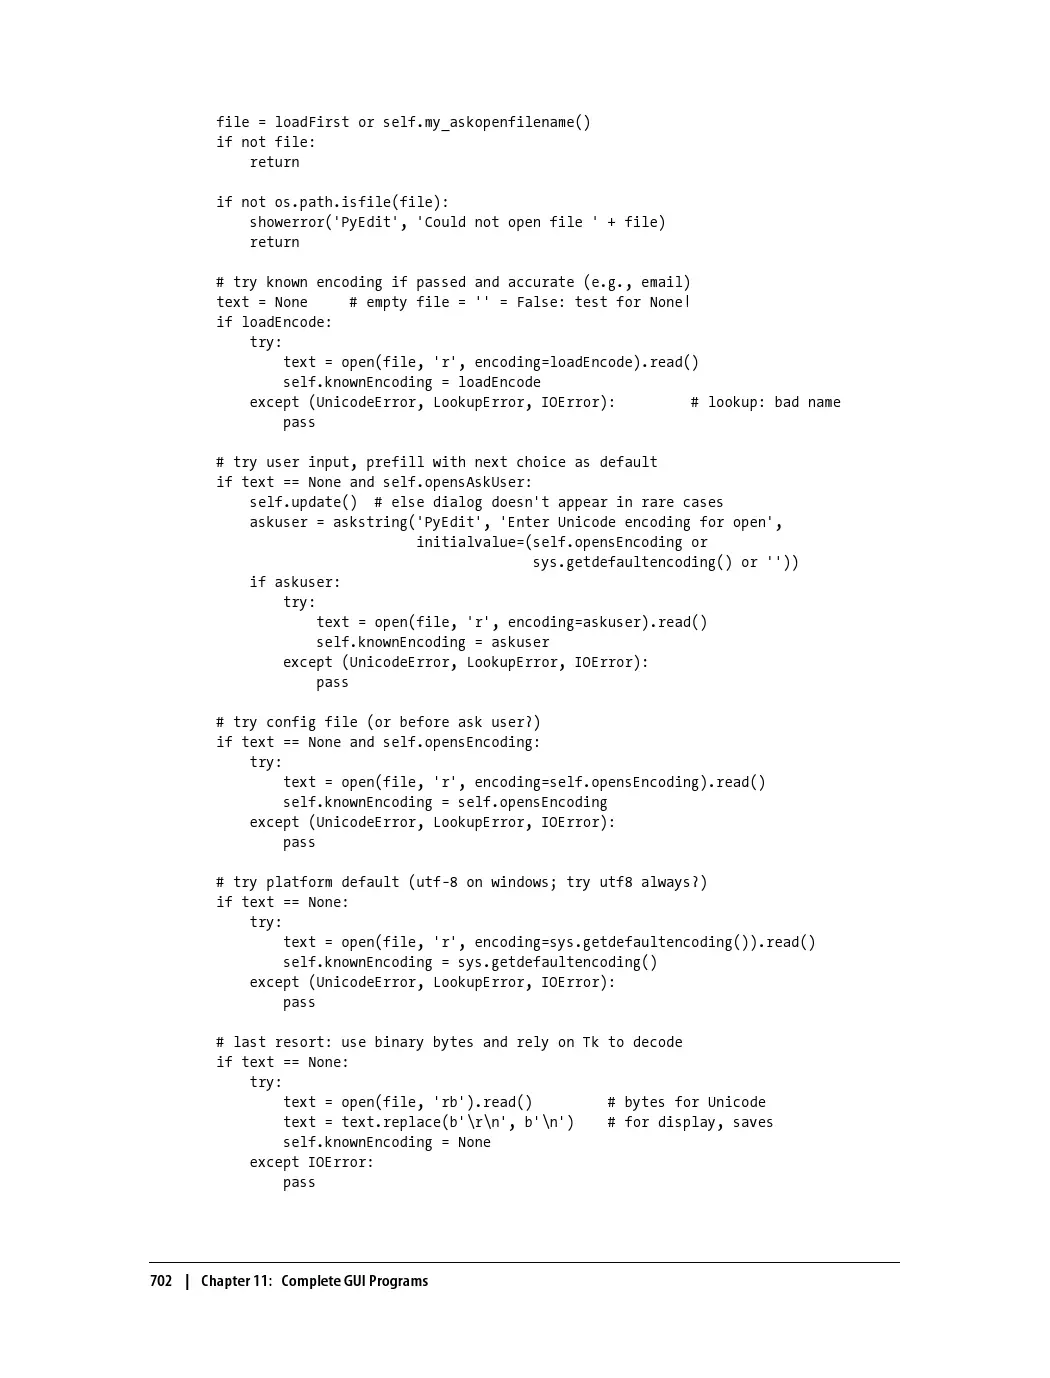 file = loadFirst or self.my_askopenfilename()
if not file:
    return

if not os.path.isfile(file):
    showerror('PyEdit', 'Could not open file ' + file)
    return

# try known encoding if passed and accurate (e.g., email)
text = None     # empty file = '' = False: test for None!
if loadEncode:
    try:
        text = open(file, 'r', encoding=loadEncode).read()
        self.knownEncoding = loadEncode
    except (UnicodeError, LookupError, IOError):         # lookup: bad name
        pass

# try user input, prefill with next choice as default
if text == None and self.opensAskUser:
    self.update()  # else dialog doesn't appear in rare cases
    askuser = askstring('PyEdit', 'Enter Unicode encoding for open',
                        initialvalue=(self.opensEncoding or
                                      sys.getdefaultencoding() or ''))
    if askuser:
        try:
            text = open(file, 'r', encoding=askuser).read()
            self.knownEncoding = askuser
        except (UnicodeError, LookupError, IOError):
            pass

# try config file (or before ask user?)
if text == None and self.opensEncoding:
    try:
        text = open(file, 'r', encoding=self.opensEncoding).read()
        self.knownEncoding = self.opensEncoding
    except (UnicodeError, LookupError, IOError):
        pass

# try platform default (utf-8 on windows; try utf8 always?)
if text == None:
    try:
        text = open(file, 'r', encoding=sys.getdefaultencoding()).read()
        self.knownEncoding = sys.getdefaultencoding()
    except (UnicodeError, LookupError, IOError):
        pass

# last resort: use binary bytes and rely on Tk to decode
if text == None:
    try:
        text = open(file, 'rb').read()         # bytes for Unicode
        text = text.replace(b'\r\n', b'\n')    # for display, saves
        self.knownEncoding = None
    except IOError:
        pass

702 | Chapter 11: Complete GUI Programs